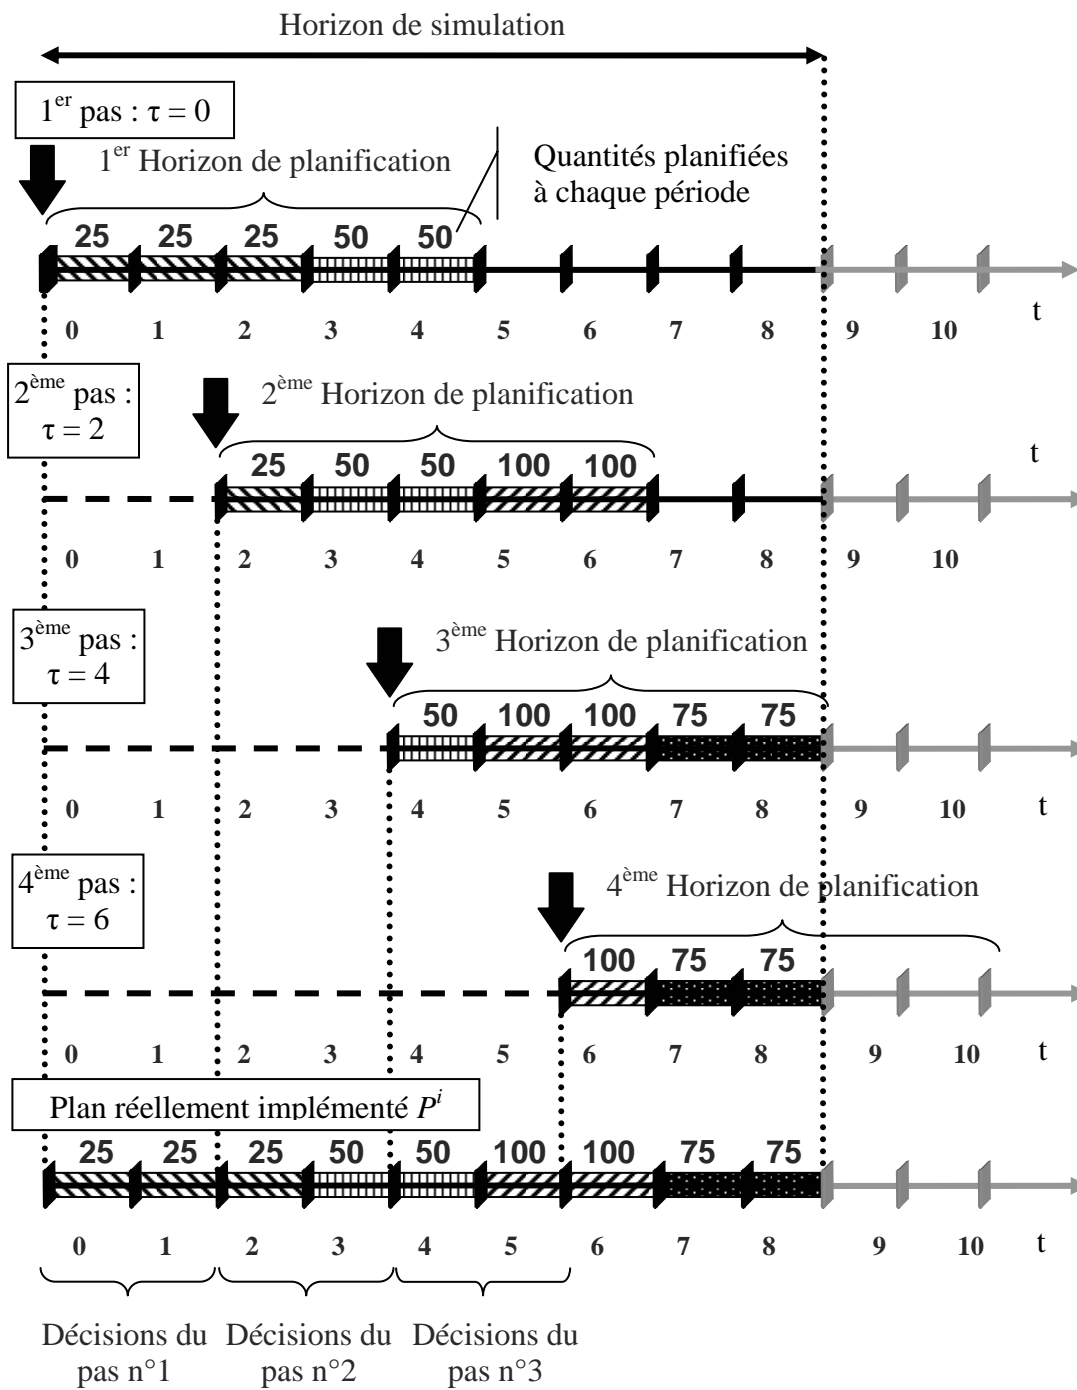 Horizon de simulation
1er pas : τ = 0
1er Horizon de planification
Quantités planifiées
à chaque période
25 25 25 50 50
0 1 2 3 4 5 6 7 8 9 10 t
2ème pas :
τ = 2
2ème Horizon de planification
t
25 50 50 100 100
0 1 2 3 4 5 6 7 8 9 10
3ème pas :
τ = 4
3ème Horizon de planification
50 100 100 75 75
0 1 2 3 4 5 6 7 8 9 10 t
4ème pas :
τ = 6
4ème Horizon de planification
100 75 75
0 1 2 3 4 5 6 7 8 9 10 t
Plan réellement implémenté Pi
25 25 25 50 50 100 100 75 75
0 1 2 3 4 5 6 7 8 9 10 t
Décisions du
pas n°1
Décisions du
pas n°2
Décisions du
pas n°3